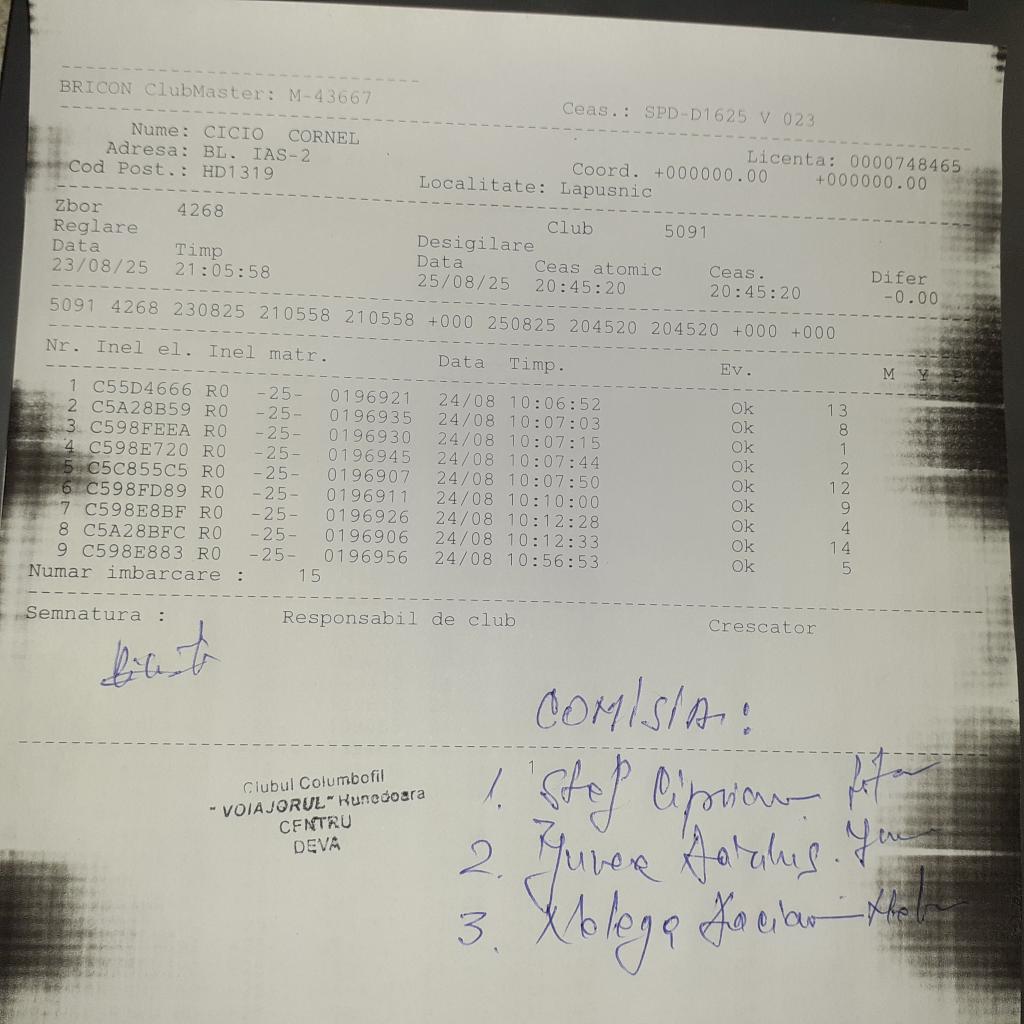 BRICON ClubMaster: M-43667 Ceas.: SPD-D1625 V 023
Nume: CICIO CORNEL Licenta: 0000748465
Adresa: BL. IAS-2 Coord. +000000.00 +000000.00
Cod Post.: HD1319 Localitate: Lapusnic
Zbor 4268 Club 5091
Reglare Desigilare
Data Timp Data Ceas atomic Ceas. Difer
23/08/25 21:05:58 25/08/25 20:45:20 20:45:20 -0.00
5091 4268 230825 210558 210558 +000 250825 204520 204520 +000 +000
Nr. Inel el. Inel matr. Data Timp. Ev. M Y P
1 C55D4666 R0 -25- 0196921 24/08 10:06:52 Ok 13
2 C5A28B59 R0 -25- 0196935 24/08 10:07:03 Ok 8
3 C598FEEA R0 -25- 0196930 24/08 10:07:15 Ok 1
4 C598E720 R0 -25- 0196945 24/08 10:07:44 Ok 2
5 C5C855C5 R0 -25- 0196907 24/08 10:07:50 Ok 12
6 C598FD89 R0 -25- 0196911 24/08 10:10:00 Ok 9
7 C598E8BF R0 -25- 0196926 24/08 10:12:28 Ok 4
8 C5A28BFC R0 -25- 0196906 24/08 10:12:33 Ok 14
9 C598E883 R0 -25- 0196956 24/08 10:56:53 Ok 5
Numar imbarcare : 15
Semnatura : Responsabil de club Crescator
COMISIA:
1
Clubul Columbofil
"VOIAJORUL" Hunedoara
CENTRU
DEVA
1. Stef Ciprian
2.
3.